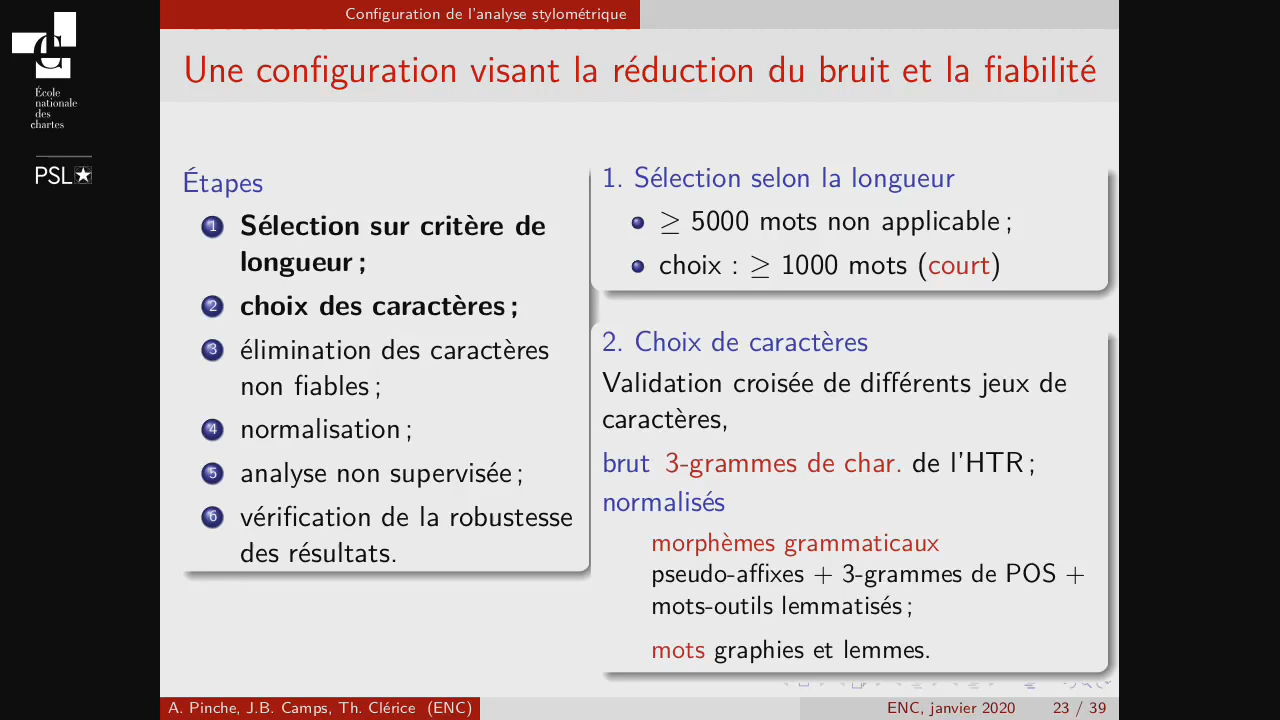 École
nationale
des
chartes
PSL
Configuration de l'analyse stylométrique
Une configuration visant la réduction du bruit et la fiabilité
Étapes
1 Sélection sur critère de
longueur ;
2 choix des caractères ;
3 élimination des caractères
non fiables ;
4 normalisation ;
5 analyse non supervisée ;
6 vérification de la robustesse
des résultats.
1. Sélection selon la longueur
≥ 5000 mots non applicable ;
choix : ≥ 1000 mots (court)
2. Choix de caractères
Validation croisée de différents jeux de
caractères,
brut 3-grammes de char. de l'HTR ;
normalisés
morphèmes grammaticaux
pseudo-affixes + 3-grammes de POS +
mots-outils lemmatisés ;
mots graphies et lemmes.
A. Pinche, J.B. Camps, Th. Clérice (ENC)
ENC, janvier 2020 23 / 39